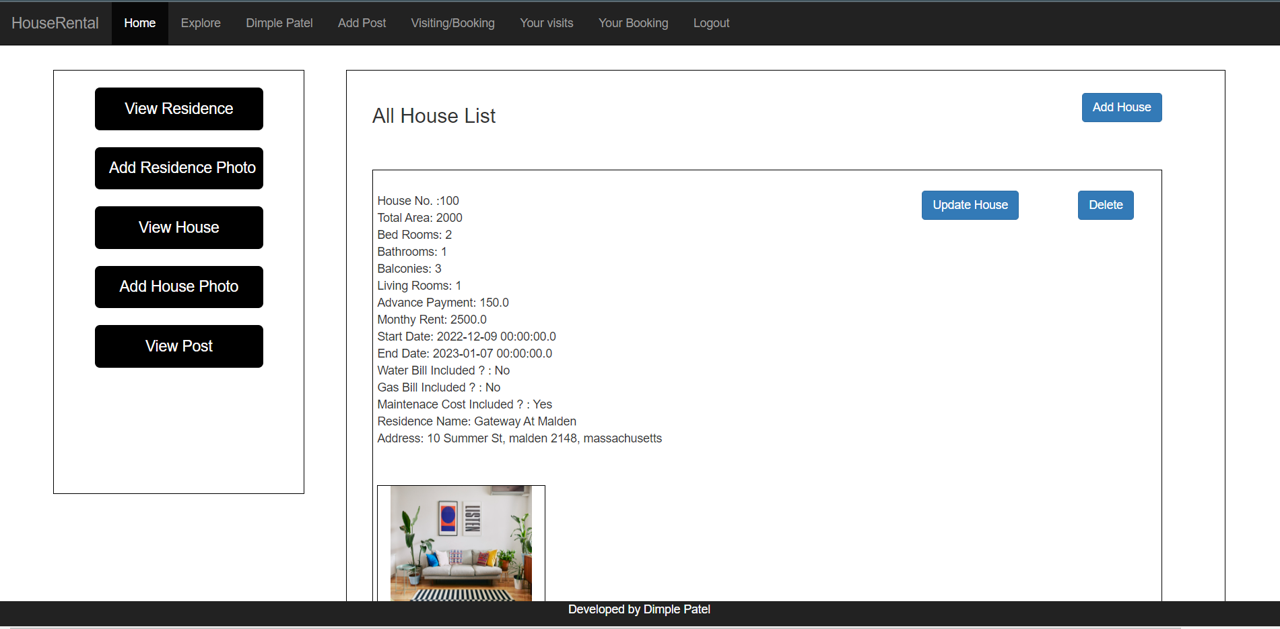 HouseRental Home Explore Dimple Patel Add Post Visiting/Booking Your visits Your Booking Logout
View Residence
Add Residence Photo
View House
Add House Photo
View Post
All House List
Add House
House No. :100
Update House
Delete
Total Area: 2000
Bed Rooms: 2
Bathrooms: 1
Balconies: 3
Living Rooms: 1
Advance Payment: 150.0
Monthy Rent: 2500.0
Start Date: 2022-12-09 00:00:00.0
End Date: 2023-01-07 00:00:00.0
Water Bill Included ? : No
Gas Bill Included ? : No
Maintenace Cost Included ? : Yes
Residence Name: Gateway At Malden
Address: 10 Summer St, malden 2148, massachusetts
LISTEN
Developed by Dimple Patel